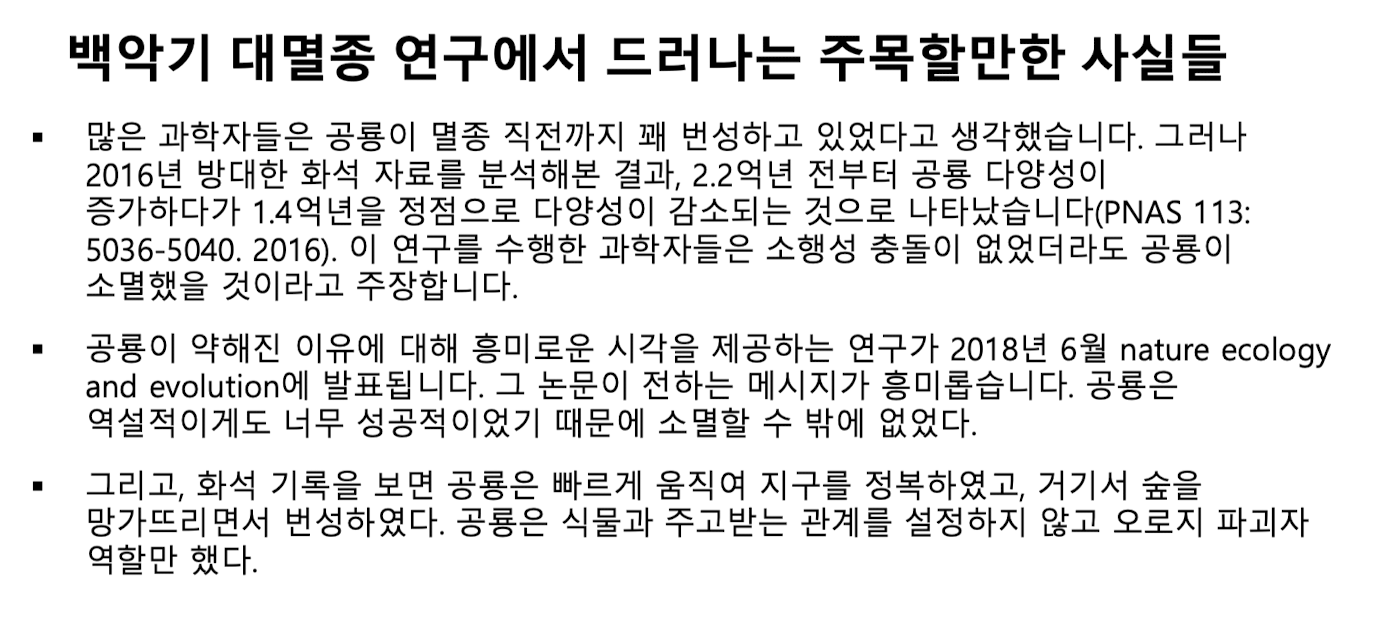 백악기 대멸종 연구에서 드러나는 주목할만한 사실들
▪ 많은 과학자들은 공룡이 멸종 직전까지 꽤 번성하고 있었다고 생각했습니다. 그러나
2016년 방대한 화석 자료를 분석해본 결과, 2.2억년 전부터 공룡 다양성이
증가하다가 1.4억년을 정점으로 다양성이 감소되는 것으로 나타났습니다(PNAS 113:
5036-5040. 2016). 이 연구를 수행한 과학자들은 소행성 충돌이 없었더라도 공룡이
소멸했을 것이라고 주장합니다.
▪ 공룡이 약해진 이유에 대해 흥미로운 시각을 제공하는 연구가 2018년 6월 nature ecology
and evolution에 발표됩니다. 그 논문이 전하는 메시지가 흥미롭습니다. 공룡은
역설적이게도 너무 성공적이었기 때문에 소멸할 수 밖에 없었다.
▪ 그리고, 화석 기록을 보면 공룡은 빠르게 움직여 지구를 정복하였고, 거기서 숲을
망가뜨리면서 번성하였다. 공룡은 식물과 주고받는 관계를 설정하지 않고 오로지 파괴자
역할만 했다.